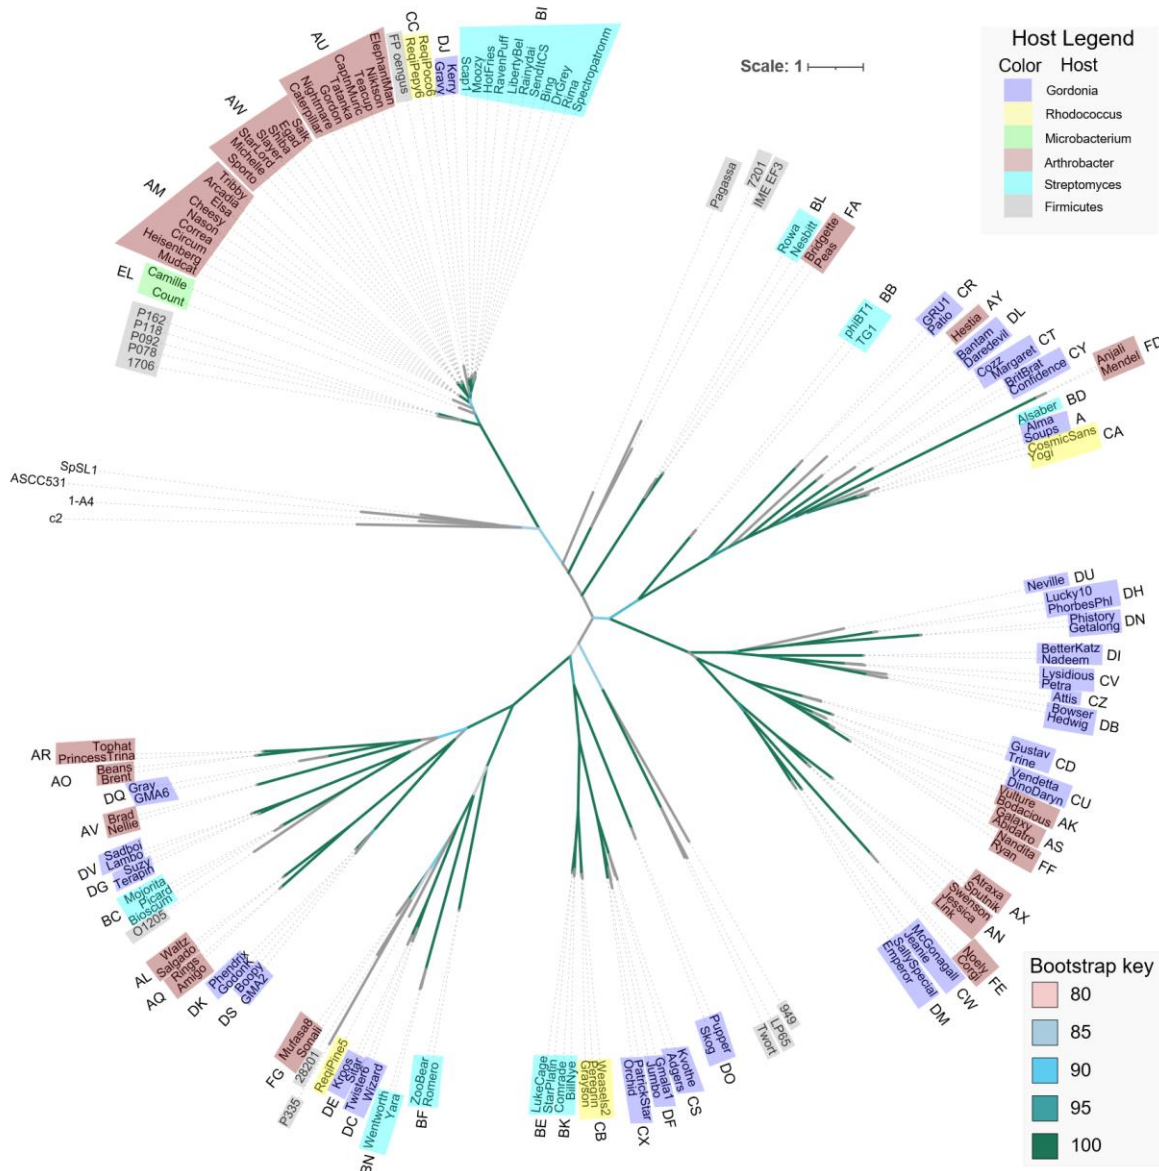 BI
AU
CC
DJ
ElephantMan
Niktson
Teacup
CapInMuric
Tatanka
Gordon
Nightmare
Caterpillar
FP oengus
ReqiPoco6
ReqiPepy6
Kerry
Gravy
Scap1
Moozy
HotFries
RavenPuff
LibertyBel
Rainydai
SendItCS
Bing
DrGrey
Rima
Spectropatronm
AW
Salk
Egad
Shiba
Slayer
StarLord
Michelle
Sporto
AM
Tribby
Arcadia
Elsa
Cheesy
Nason
Correa
Circum
Heisenberg
Mudcat
EL
Camille
Count
P162
P118
P092
P078
1706
SpSL1
ASCC531
1-A4
c2
Scale: 1
Host Legend
Color Host
Gordonia
Rhodococcus
Microbacterium
Arthrobacter
Streptomyces
Firmicutes
Pagassa
7201
IME EF3
BL
Rowa
Nesbitt
FA
Bridgette
Peas
BB
phiBT1
TG1
CR
GRU1
Patio
AY
Hestia
DL
Bantam
Daredevil
CT
Cozz
Margaret
CY
BritBrat
Confidence
FD
Anjali
Mendel
BD
Alsaber
A
Alma
Soups
CA
CosmicSans
Yogi
Neville DU
Lucky10
PhorbesPhl
DH
Phistory
Getalong
DN
BetterKatz
Nadeem
DI
Lysidious
Petra
CV
Attis CZ
Bowser
Hedwig
DB
Gustav
Trine
CD
Vendetta
DinoDaryn
CU
Vulture
Bodacious
AK
Galaxy
Abidatro
AS
Nandita
Ryan
FF
Atraxa
Sputnik
AX
Swenson
Jessica
Link
AN
Noely
Corgi
FE
McGonagall
Jeanie
CW
SallySpecial
Emperor
DM
AR
Tophat
PrincessTrina
AO
Beans
Brent
DQ
Gray
GMA6
AV
Brad
Nellie
DV
Sadboi
Lambo
DG
Suzy
Terapin
BC
Mojorita
Picard
Bioscum
O1205
AL
Waltz
Salgado
AQ
Rings
Amigo
DK
Phendrix
GodonK
DS
Boopy
GMA2
FG
Mufasa8
Sonali
28201
P335
ReqiPine5
DE
Kroos
Sitar
DC
Twister6
Wizard
BN
Wentworth
Yara
BF
ZooBear
Romero
BE
LukeCage
StarPlatin
BK
Comrade
BillNye
CB
Weasels2
Peregrin
Grayson
CX
PatrickStar
Orchid
DF
Gmala1
Jumbo
CS
Kvothe
Adgers
DO
Pupper
Skog
949
LP65
Twort
Bootstrap key
80
85
90
95
100